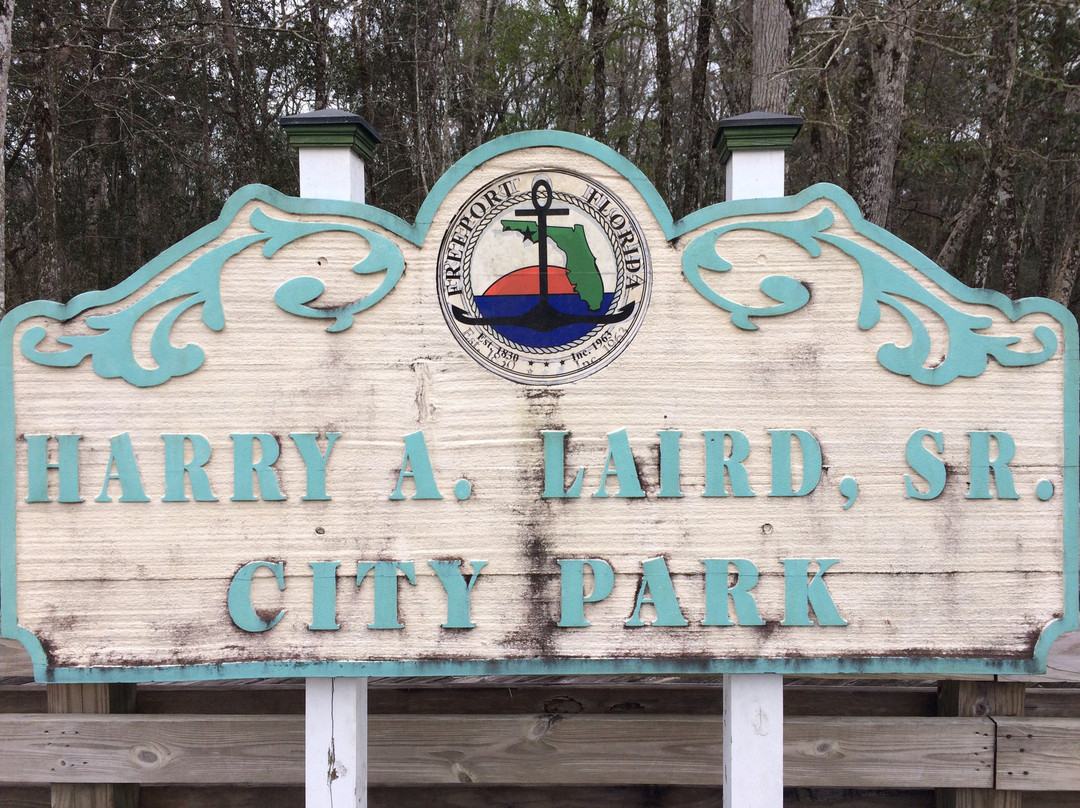 FREEPORT FLORIDA
Est. 1830 Inc. 1963
HARRY A. LAIRD, SR.
CITY PARK